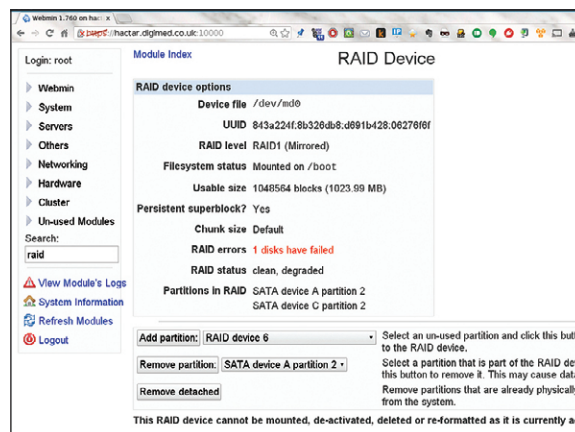 Webmin 1.760 on hact
https://hactar.digimed.co.uk:10000
Login: root
Webmin
System
Servers
Others
Networking
Hardware
Cluster
Un-used Modules
Search:
raid
View Module's Logs
System Information
Refresh Modules
Logout
Module Index
RAID Device
RAID device options
Device file /dev/md0
UUID 843a224f:8b326db8:d691b428:06276f6f
RAID level RAID1 (Mirrored)
Filesystem status Mounted on /boot
Usable size 1048564 blocks (1023.99 MB)
Persistent superblock? Yes
Chunk size Default
RAID errors 1 disks have failed
RAID status clean, degraded
Partitions in RAID SATA device A partition 2
SATA device C partition 2
Add partition: RAID device 6
Select an un-used partition and click this but
to the RAID device.
Remove partition: SATA device A partition 2
Select a partition that is part of the RAID de
this button to remove it. This may cause dat
Remove detached
Remove partitions that are already physically
from the system.
This RAID device cannot be mounted, de-activated, deleted or re-formatted as it is currently a